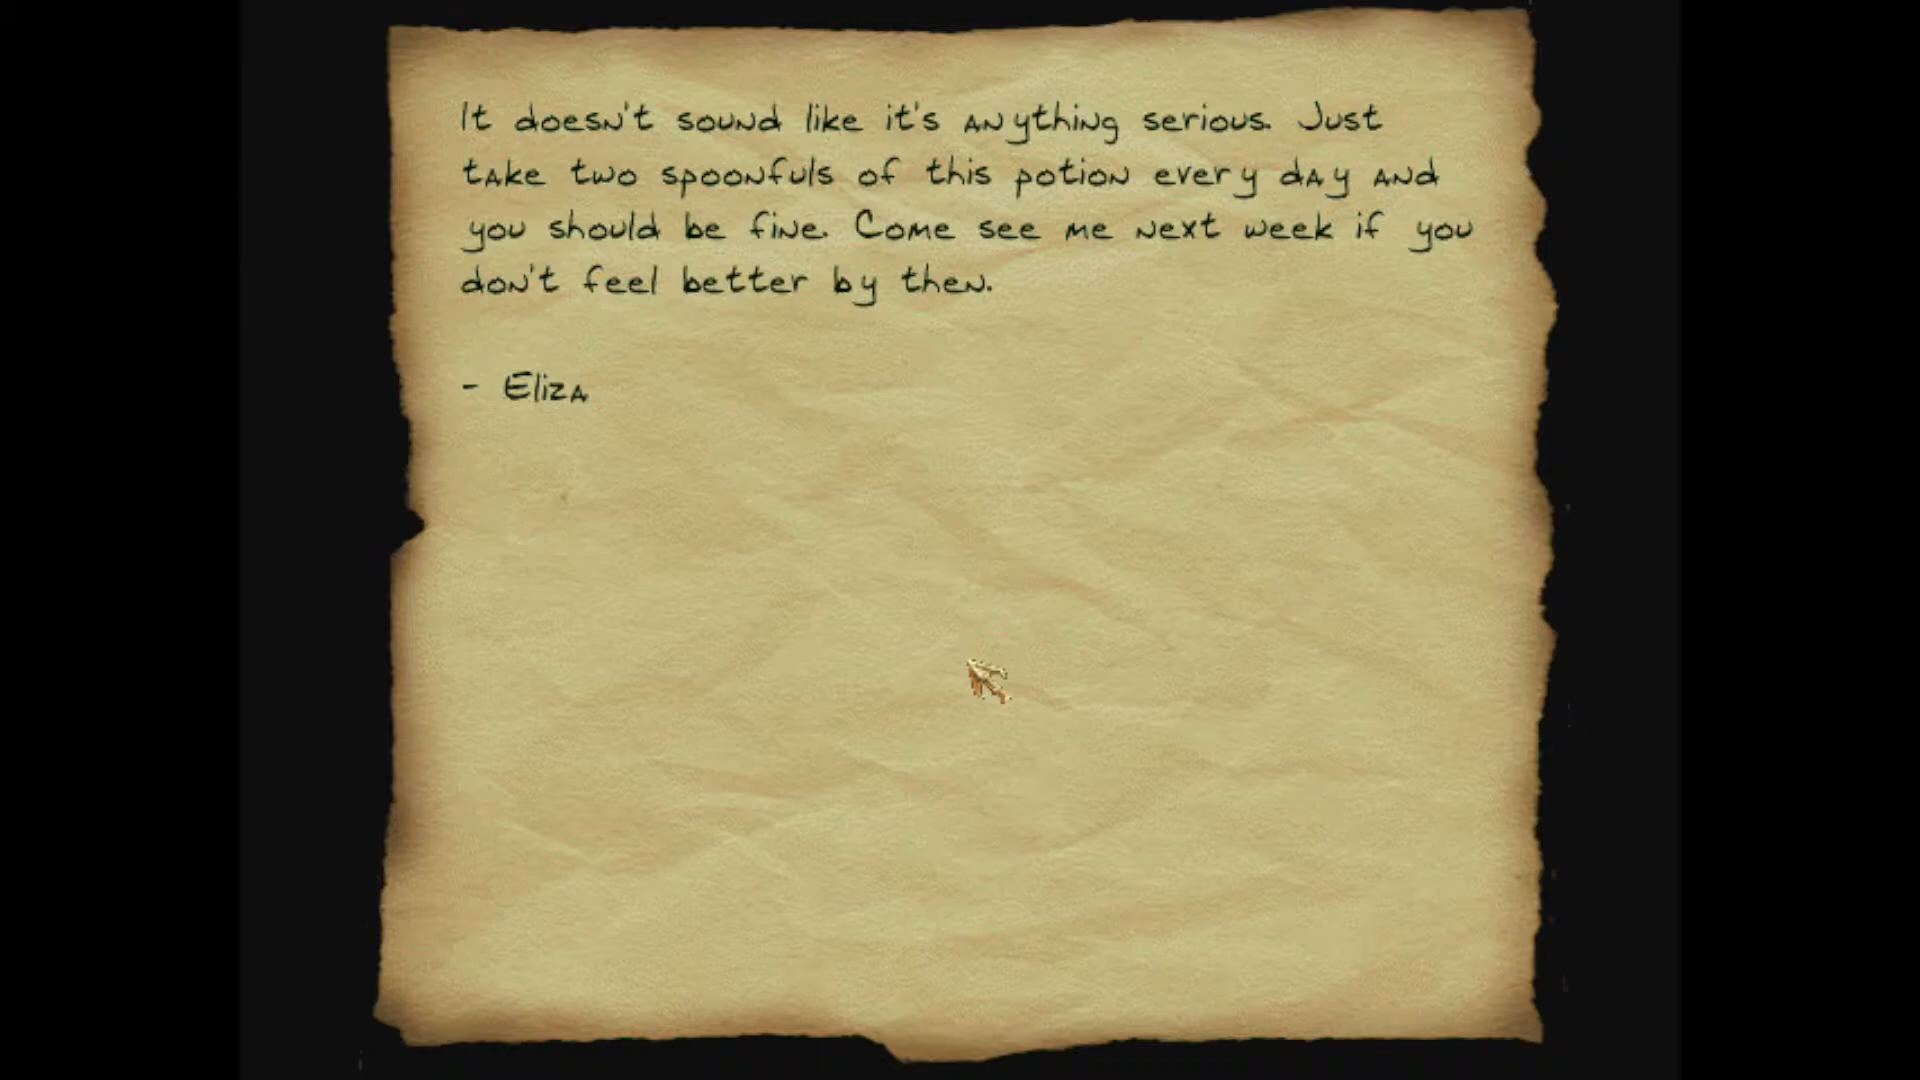 It doesn't sound like it's anything serious. Just
take two spoonfuls of this potion every day and
you should be fine. Come see me next week if you
don't feel better by then.
- Eliza